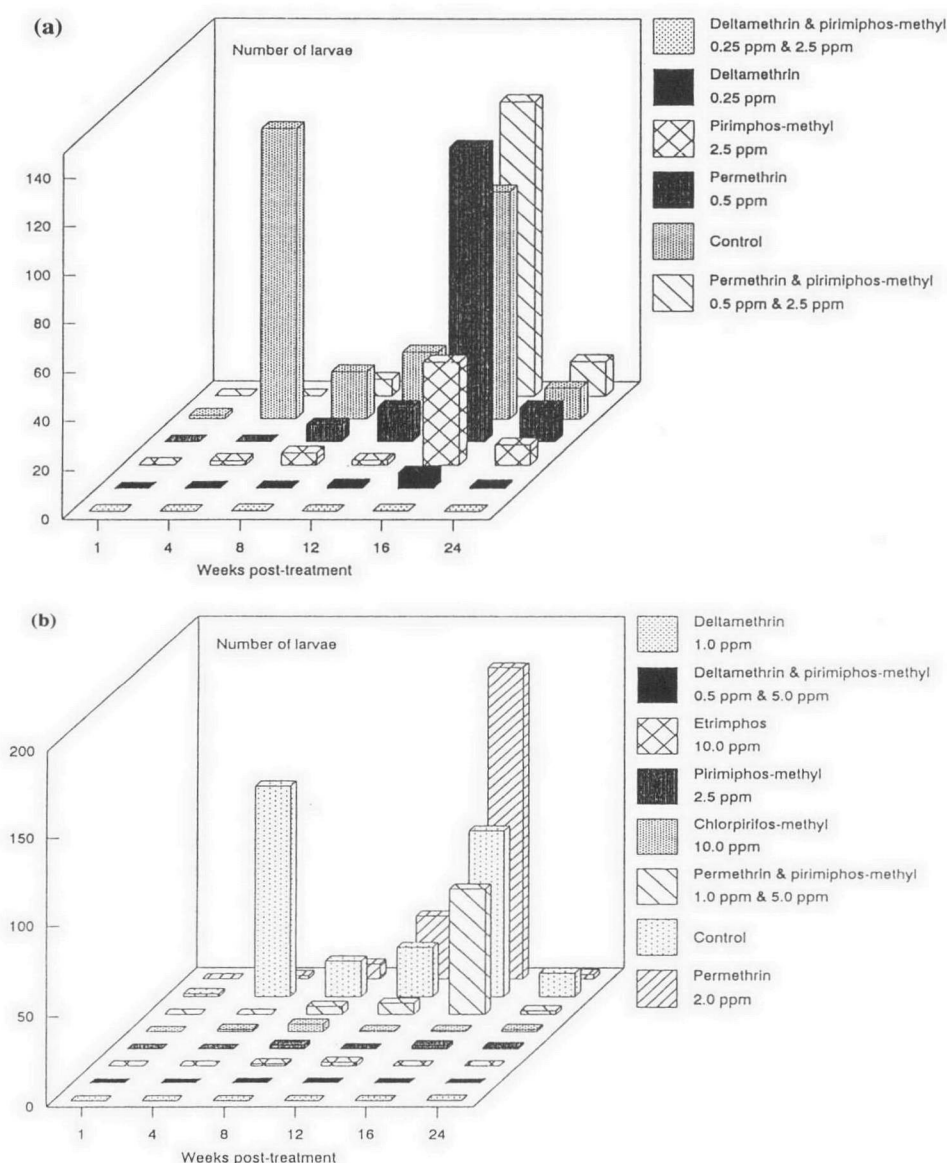 (a)
Number of larvae
140
120
100
80
60
40
20
0
1 4 8 12 16 24
Weeks post-treatment
Deltamethrin & pirimiphos-methyl
0.25 ppm & 2.5 ppm
Deltamethrin
0.25 ppm
Pirimphos-methyl
2.5 ppm
Permethrin
0.5 ppm
Control
Permethrin & pirimiphos-methyl
0.5 ppm & 2.5 ppm
(b)
Number of larvae
200
150
100
50
0
1 4 8 12 16 24
Weeks post-treatment
Deltamethrin
1.0 ppm
Deltamethrin & pirimiphos-methyl
0.5 ppm & 5.0 ppm
Etrimphos
10.0 ppm
Pirimiphos-methyl
2.5 ppm
Chlorpirifos-methyl
10.0 ppm
Permethrin & pirimiphos-methyl
1.0 ppm & 5.0 ppm
Control
Permethrin
2.0 ppm